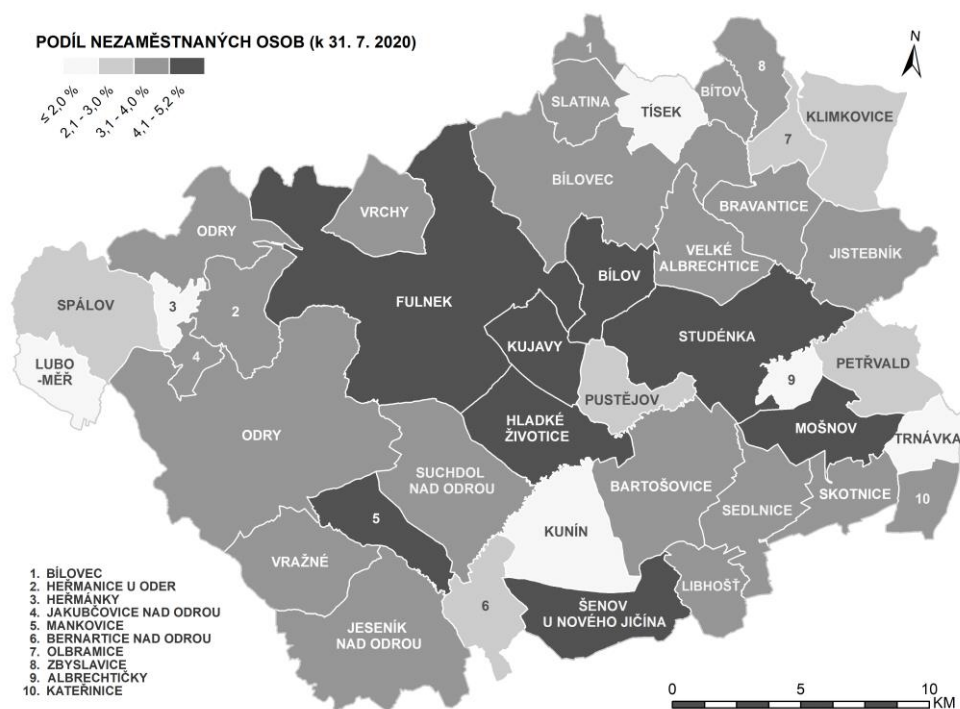 PODÍL NEZAMĚSTNANÝCH OSOB (k 31. 7. 2020)
≤ 2,0 %
2,1 - 3,0 %
3,1 - 4,0 %
4,1 - 5,2 %
N
1
8
SLATINA
TÍSEK
BÍTOV
KLIMKOVICE
7
BÍLOVEC
VRCHY
BRAVANTICE
ODRY
VELKÉ
ALBRECHTICE
JISTEBNÍK
BÍLOV
SPÁLOV
3
2
FULNEK
STUDÉNKA
4
KUJAVY
LUBO
-MĚŘ
PETŘVALD
9
PUSTĚJOV
HLADKÉ
ŽIVOTICE
MOŠNOV
TRNÁVKA
ODRY
SUCHDOL
NAD ODROU
BARTOŠOVICE
SKOTNICE
10
SEDLNICE
5
KUNÍN
VRAŽNÉ
LIBHOŠŤ
6
ŠENOV
U NOVÉHO JIČÍNA
JESENÍK
NAD ODROU
1. BÍLOVEC
2. HEŘMANICE U ODER
3. HEŘMÁNKY
4. JAKUBČOVICE NAD ODROU
5. MANKOVICE
6. BERNARTICE NAD ODROU
7. OLBRAMICE
8. ZBYSLAVICE
9. ALBRECHTIČKY
10. KATEŘINICE
0 5 10
KM